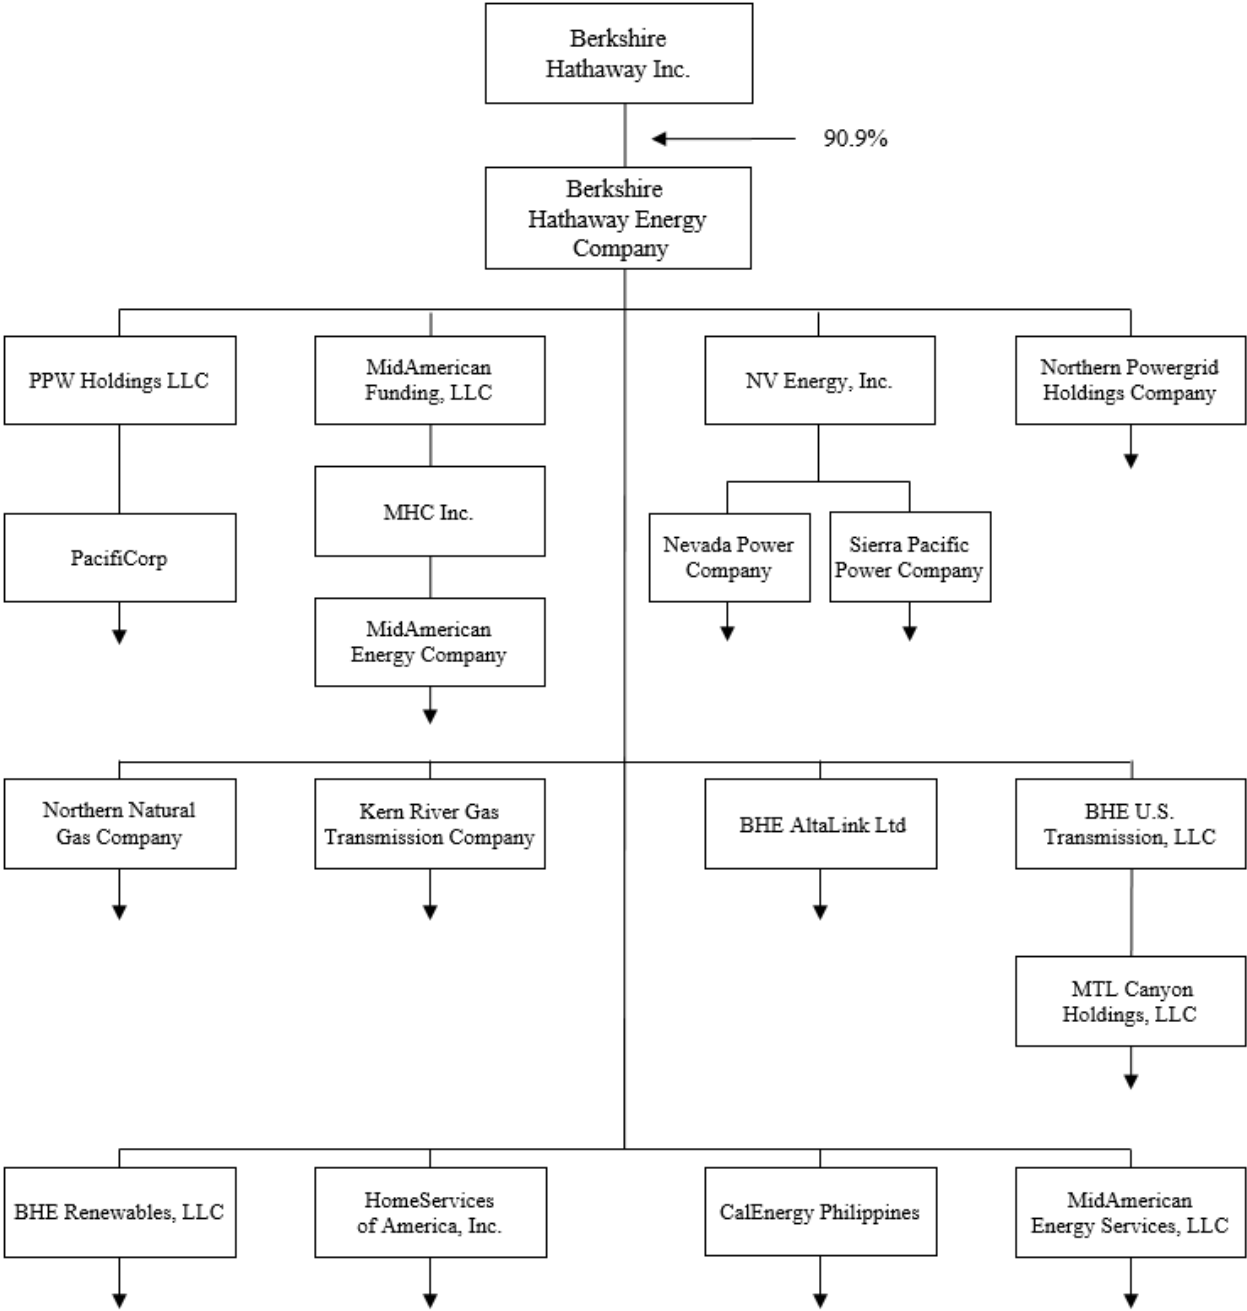 Berkshire
Hathaway Inc.
90.9%
Berkshire
Hathaway Energy
Company
PPW Holdings LLC
MidAmerican
Funding, LLC
NV Energy, Inc.
Northern Powergrid
Holdings Company
MHC Inc.
PacifiCorp
Nevada Power
Company
Sierra Pacific
Power Company
MidAmerican
Energy Company
Northern Natural
Gas Company
Kern River Gas
Transmission Company
BHE AltaLink Ltd
BHE U.S.
Transmission, LLC
MTL Canyon
Holdings, LLC
BHE Renewables, LLC
HomeServices
of America, Inc.
CalEnergy Philippines
MidAmerican
Energy Services, LLC